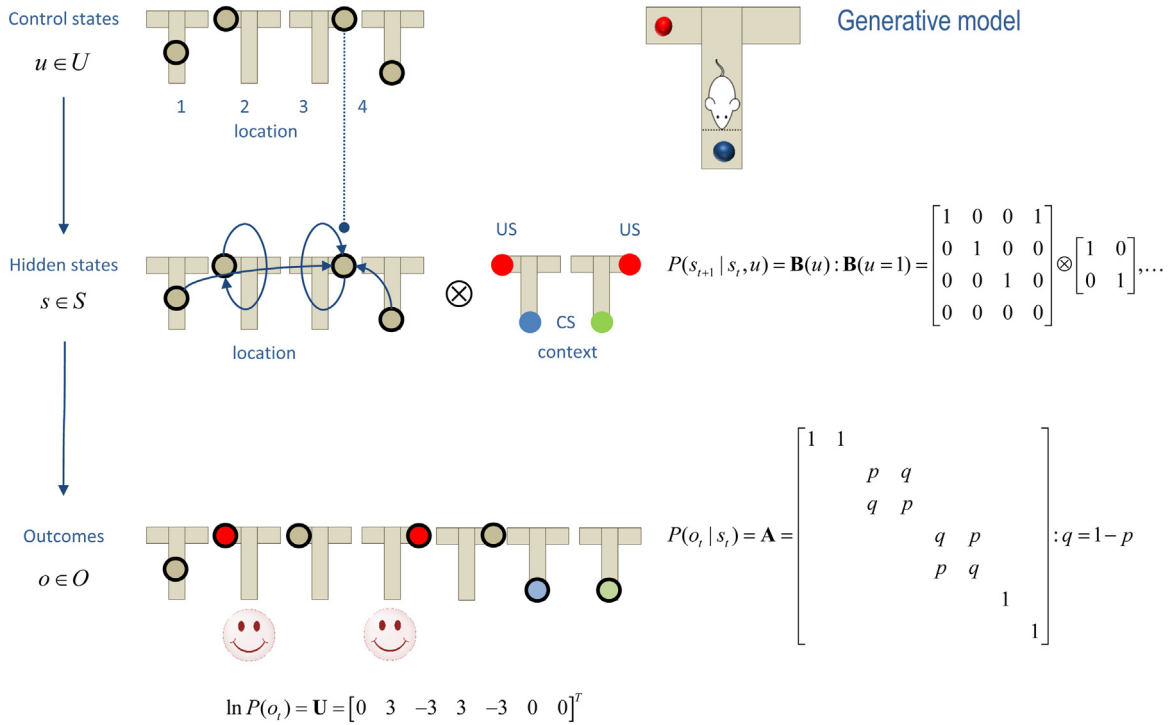 Control states
u ∈ U
1 2 3 4
location
Generative model
Hidden states
s ∈ S
location
⊗
US US
CS
context
P(s_{t+1} | s_t, u) = B(u) : B(u = 1) = [1 0 0 1; 0 1 0 0; 0 0 1 0; 0 0 0 0] ⊗ [1 0; 0 1], …
Outcomes
o ∈ O
P(o_t | s_t) = A = [1 1; p q; q p; q p; p q; 1; 1] : q = 1 − p
ln P(o_t) = U = [0 3 −3 3 −3 0 0]^T